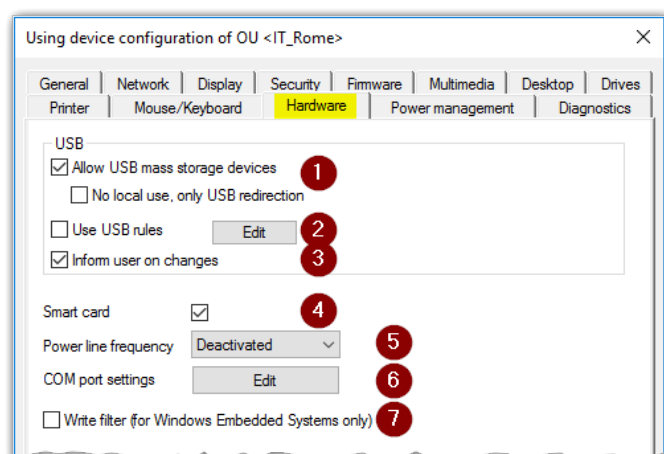 Using device configuration of OU <IT_Rome>
General Network Display Security Firmware Multimedia Desktop Drives
Printer Mouse/Keyboard Hardware Power management Diagnostics
USB
Allow USB mass storage devices
1
No local use, only USB redirection
Use USB rules Edit 2
Inform user on changes 3
Smart card 4
Power line frequency Deactivated 5
COM port settings Edit 6
Write filter (for Windows Embedded Systems only) 7